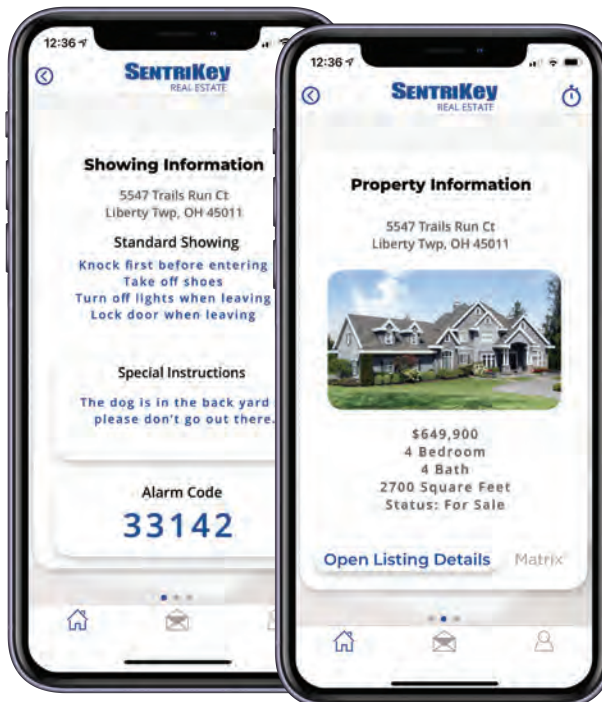 12:36
SENTRIKEY
REAL ESTATE
Showing Information
5547 Trails Run Ct
Liberty Twp, OH 45011
Standard Showing
Knock first before entering
Take off shoes
Turn off lights when leaving
Lock door when leaving
Special Instructions
The dog is in the back yard
please don't go out there.
Alarm Code
33142
12:36
SENTRIKEY
REAL ESTATE
Property Information
5547 Trails Run Ct
Liberty Twp, OH 45011
$649,900
4 Bedroom
4 Bath
2700 Square Feet
Status: For Sale
Open Listing Details Matrix